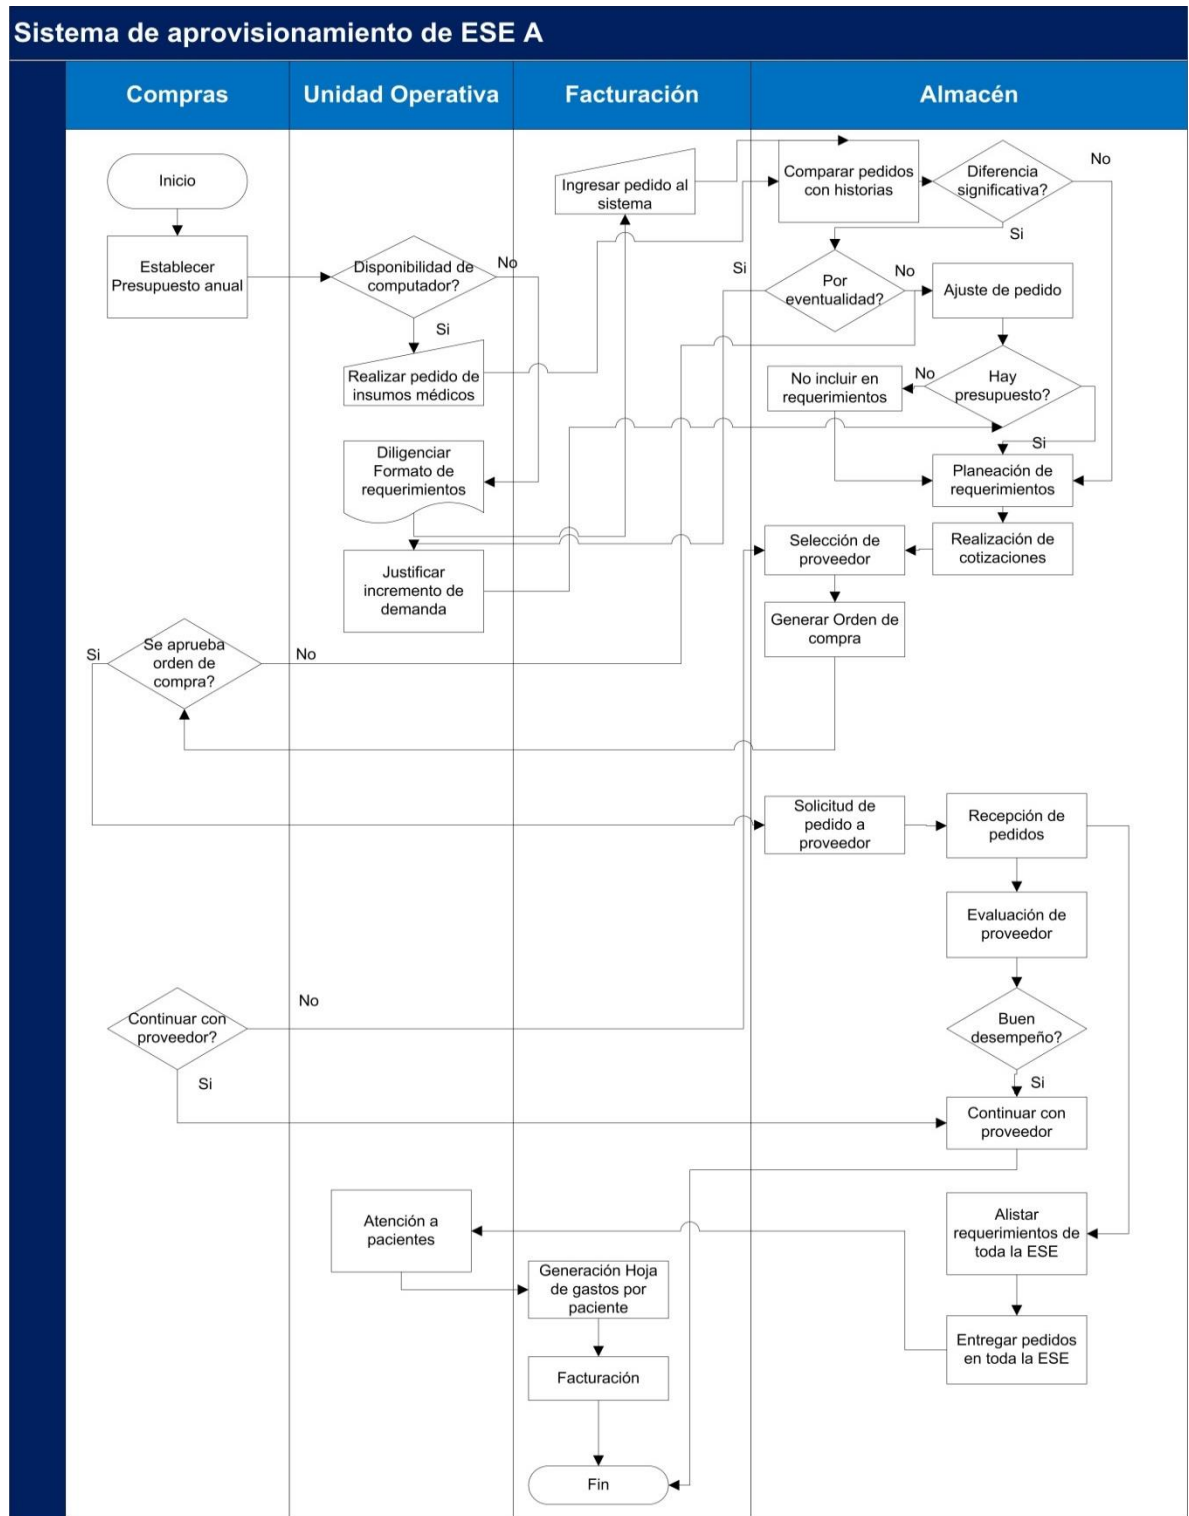 Sistema de aprovisionamiento de ESE A
Compras
Unidad Operativa
Facturación
Almacén
Inicio
Establecer
Presupuesto anual
Disponibilidad de
computador?
No
Si
Realizar pedido de
insumos médicos
Diligenciar
Formato de
requerimientos
Justificar
incremento de
demanda
Ingresar pedido al
sistema
Comparar pedidos
con historias
Diferencia
significativa?
No
Si
Por
eventualidad?
Si
No
Ajuste de pedido
Hay
presupuesto?
No
Si
No incluir en
requerimientos
Planeación de
requerimientos
Realización de
cotizaciones
Selección de
proveedor
Generar Orden de
compra
Se aprueba
orden de
compra?
Si
No
Solicitud de
pedido a
proveedor
Recepción de
pedidos
Evaluación de
proveedor
Buen
desempeño?
Si
Continuar con
proveedor?
No
Si
Continuar con
proveedor
Alistar
requerimientos de
toda la ESE
Entregar pedidos
en toda la ESE
Atención a
pacientes
Generación Hoja
de gastos por
paciente
Facturación
Fin